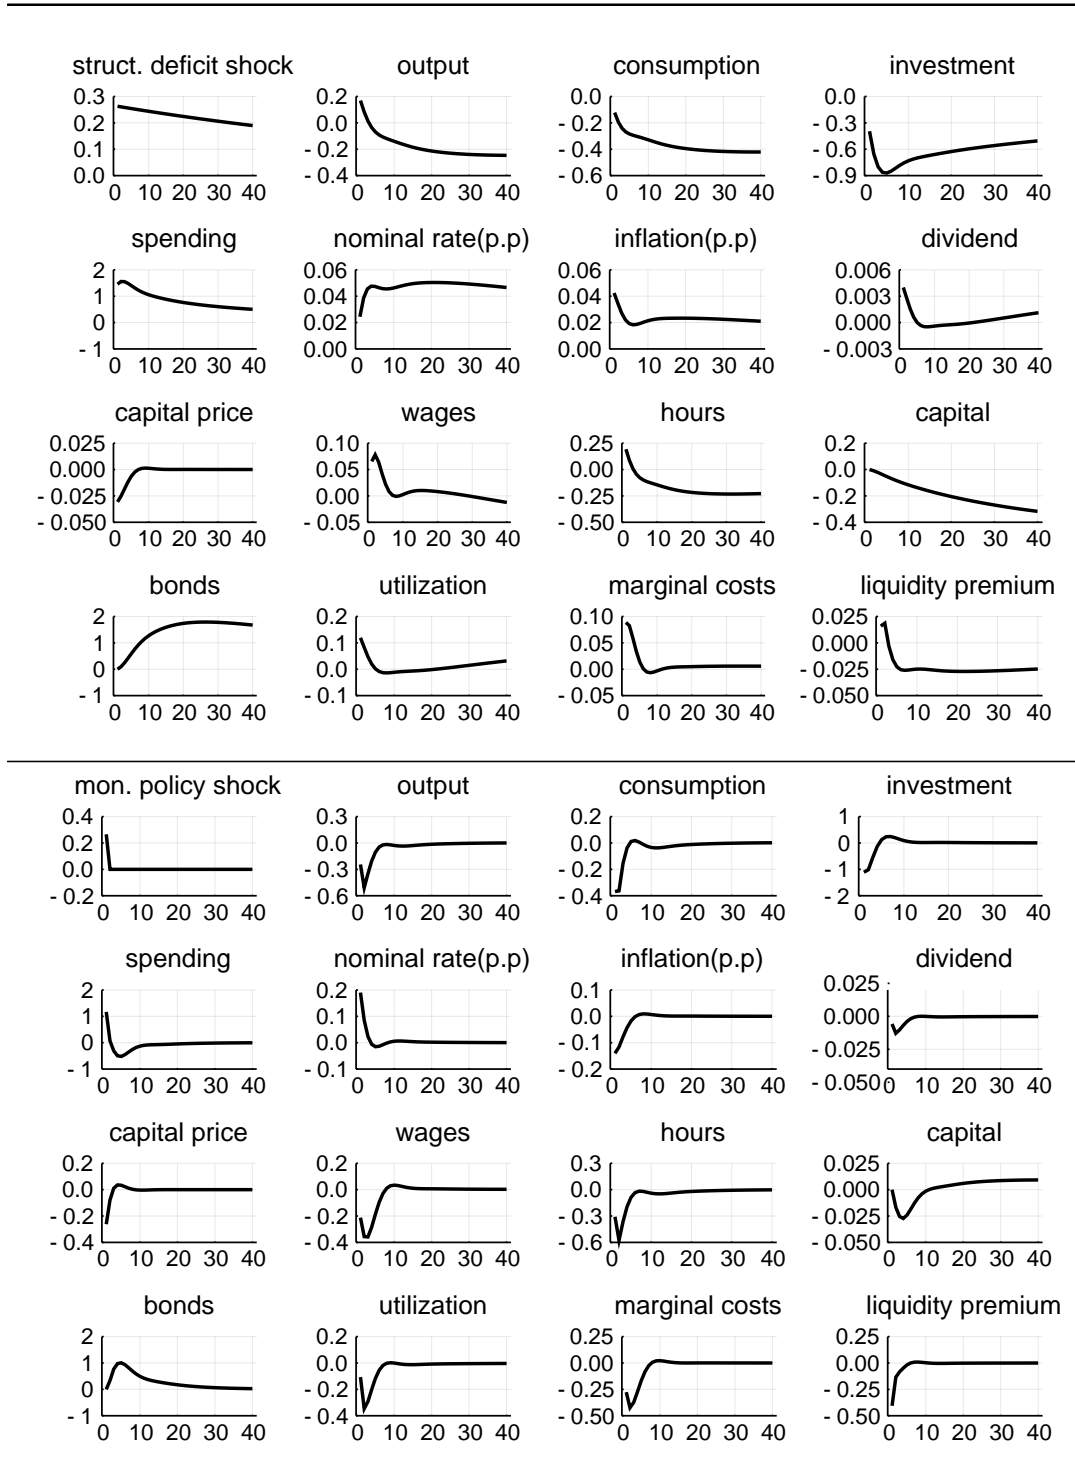 struct. deficit shock output consumption investment
0.3 0.2 0.0 0.0
0.2 0.0 - 0.2 - 0.3
0.1 - 0.2 - 0.4 - 0.6
0.0 - 0.4 - 0.6 - 0.9
0 10 20 30 40 0 10 20 30 40 0 10 20 30 40 0 10 20 30 40
spending nominal rate(p.p) inflation(p.p) dividend
2 0.06 0.06 0.006
1 0.04 0.04 0.003
0 0.02 0.02 0.000
- 1 0.00 0.00 - 0.003
0 10 20 30 40 0 10 20 30 40 0 10 20 30 40 0 10 20 30 40
capital price wages hours capital
0.025 0.10 0.25 0.2
0.000 0.05 0.00 0.0
- 0.025 0.00 - 0.25 - 0.2
- 0.050 - 0.05 - 0.50 - 0.4
0 10 20 30 40 0 10 20 30 40 0 10 20 30 40 0 10 20 30 40
bonds utilization marginal costs liquidity premium
2 0.2 0.10 0.025
1 0.1 0.05 0.000
0 0.0 0.00 - 0.025
- 1 - 0.1 - 0.05 - 0.050
0 10 20 30 40 0 10 20 30 40 0 10 20 30 40 0 10 20 30 40
mon. policy shock output consumption investment
0.4 0.3 0.2 1
0.2 0.0 0.0 0
0.0 - 0.3 - 0.2 - 1
- 0.2 - 0.6 - 0.4 - 2
0 10 20 30 40 0 10 20 30 40 0 10 20 30 40 0 10 20 30 40
spending nominal rate(p.p) inflation(p.p) dividend
2 0.2 0.1 0.025
1 0.1 0.0 0.000
0 0.0 - 0.1 - 0.025
- 1 - 0.1 - 0.2 - 0.050
0 10 20 30 40 0 10 20 30 40 0 10 20 30 40 0 10 20 30 40
capital price wages hours capital
0.2 0.2 0.3 0.025
0.0 0.0 0.0 0.000
- 0.2 - 0.2 - 0.3 - 0.025
- 0.4 - 0.4 - 0.6 - 0.050
0 10 20 30 40 0 10 20 30 40 0 10 20 30 40 0 10 20 30 40
bonds utilization marginal costs liquidity premium
2 0.2 0.25 0.25
1 0.0 0.00 0.00
0 - 0.2 - 0.25 - 0.25
- 1 - 0.4 - 0.50 - 0.50
0 10 20 30 40 0 10 20 30 40 0 10 20 30 40 0 10 20 30 40